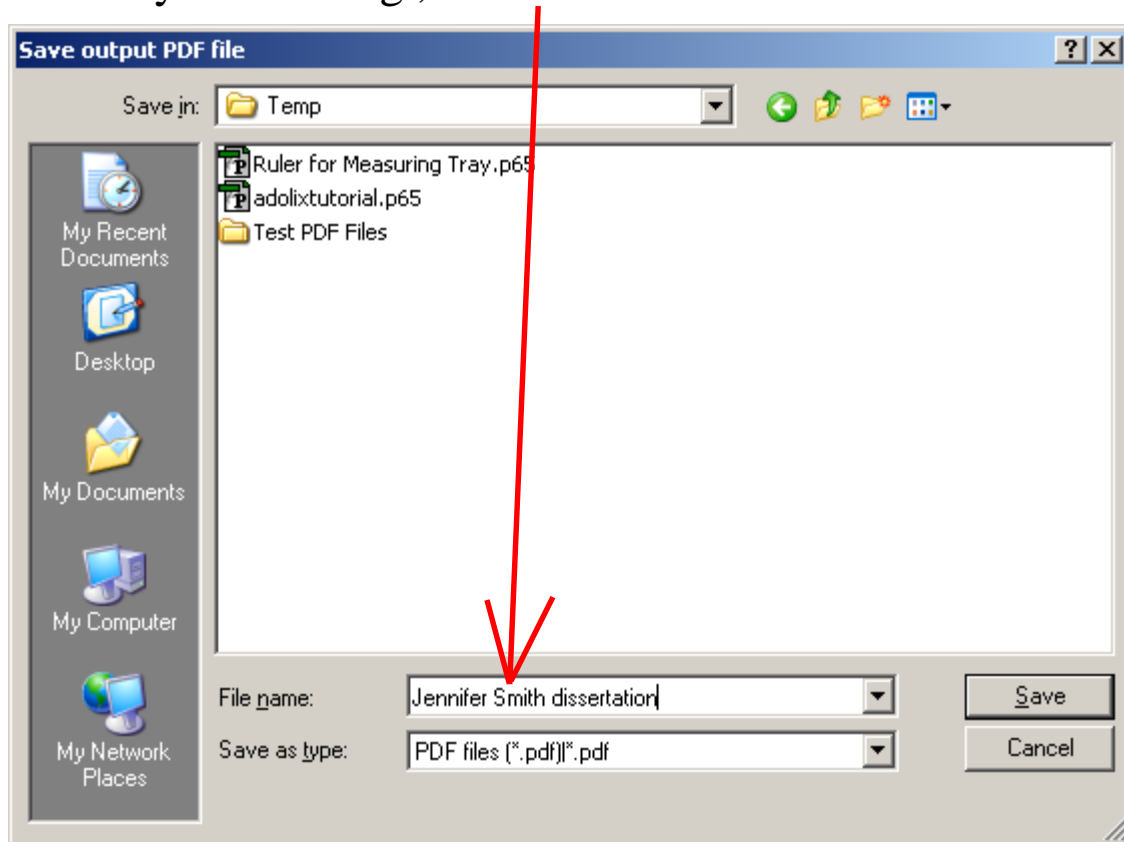 Save output PDF file
Save in: Temp
Ruler for Measuring Tray.p65
adolixtutorial.p65
Test PDF Files
My Recent
Documents
Desktop
My Documents
My Computer
My Network
Places
File name: Jennifer Smith dissertation
Save
Save as type: PDF files (*.pdf)|*.pdf
Cancel